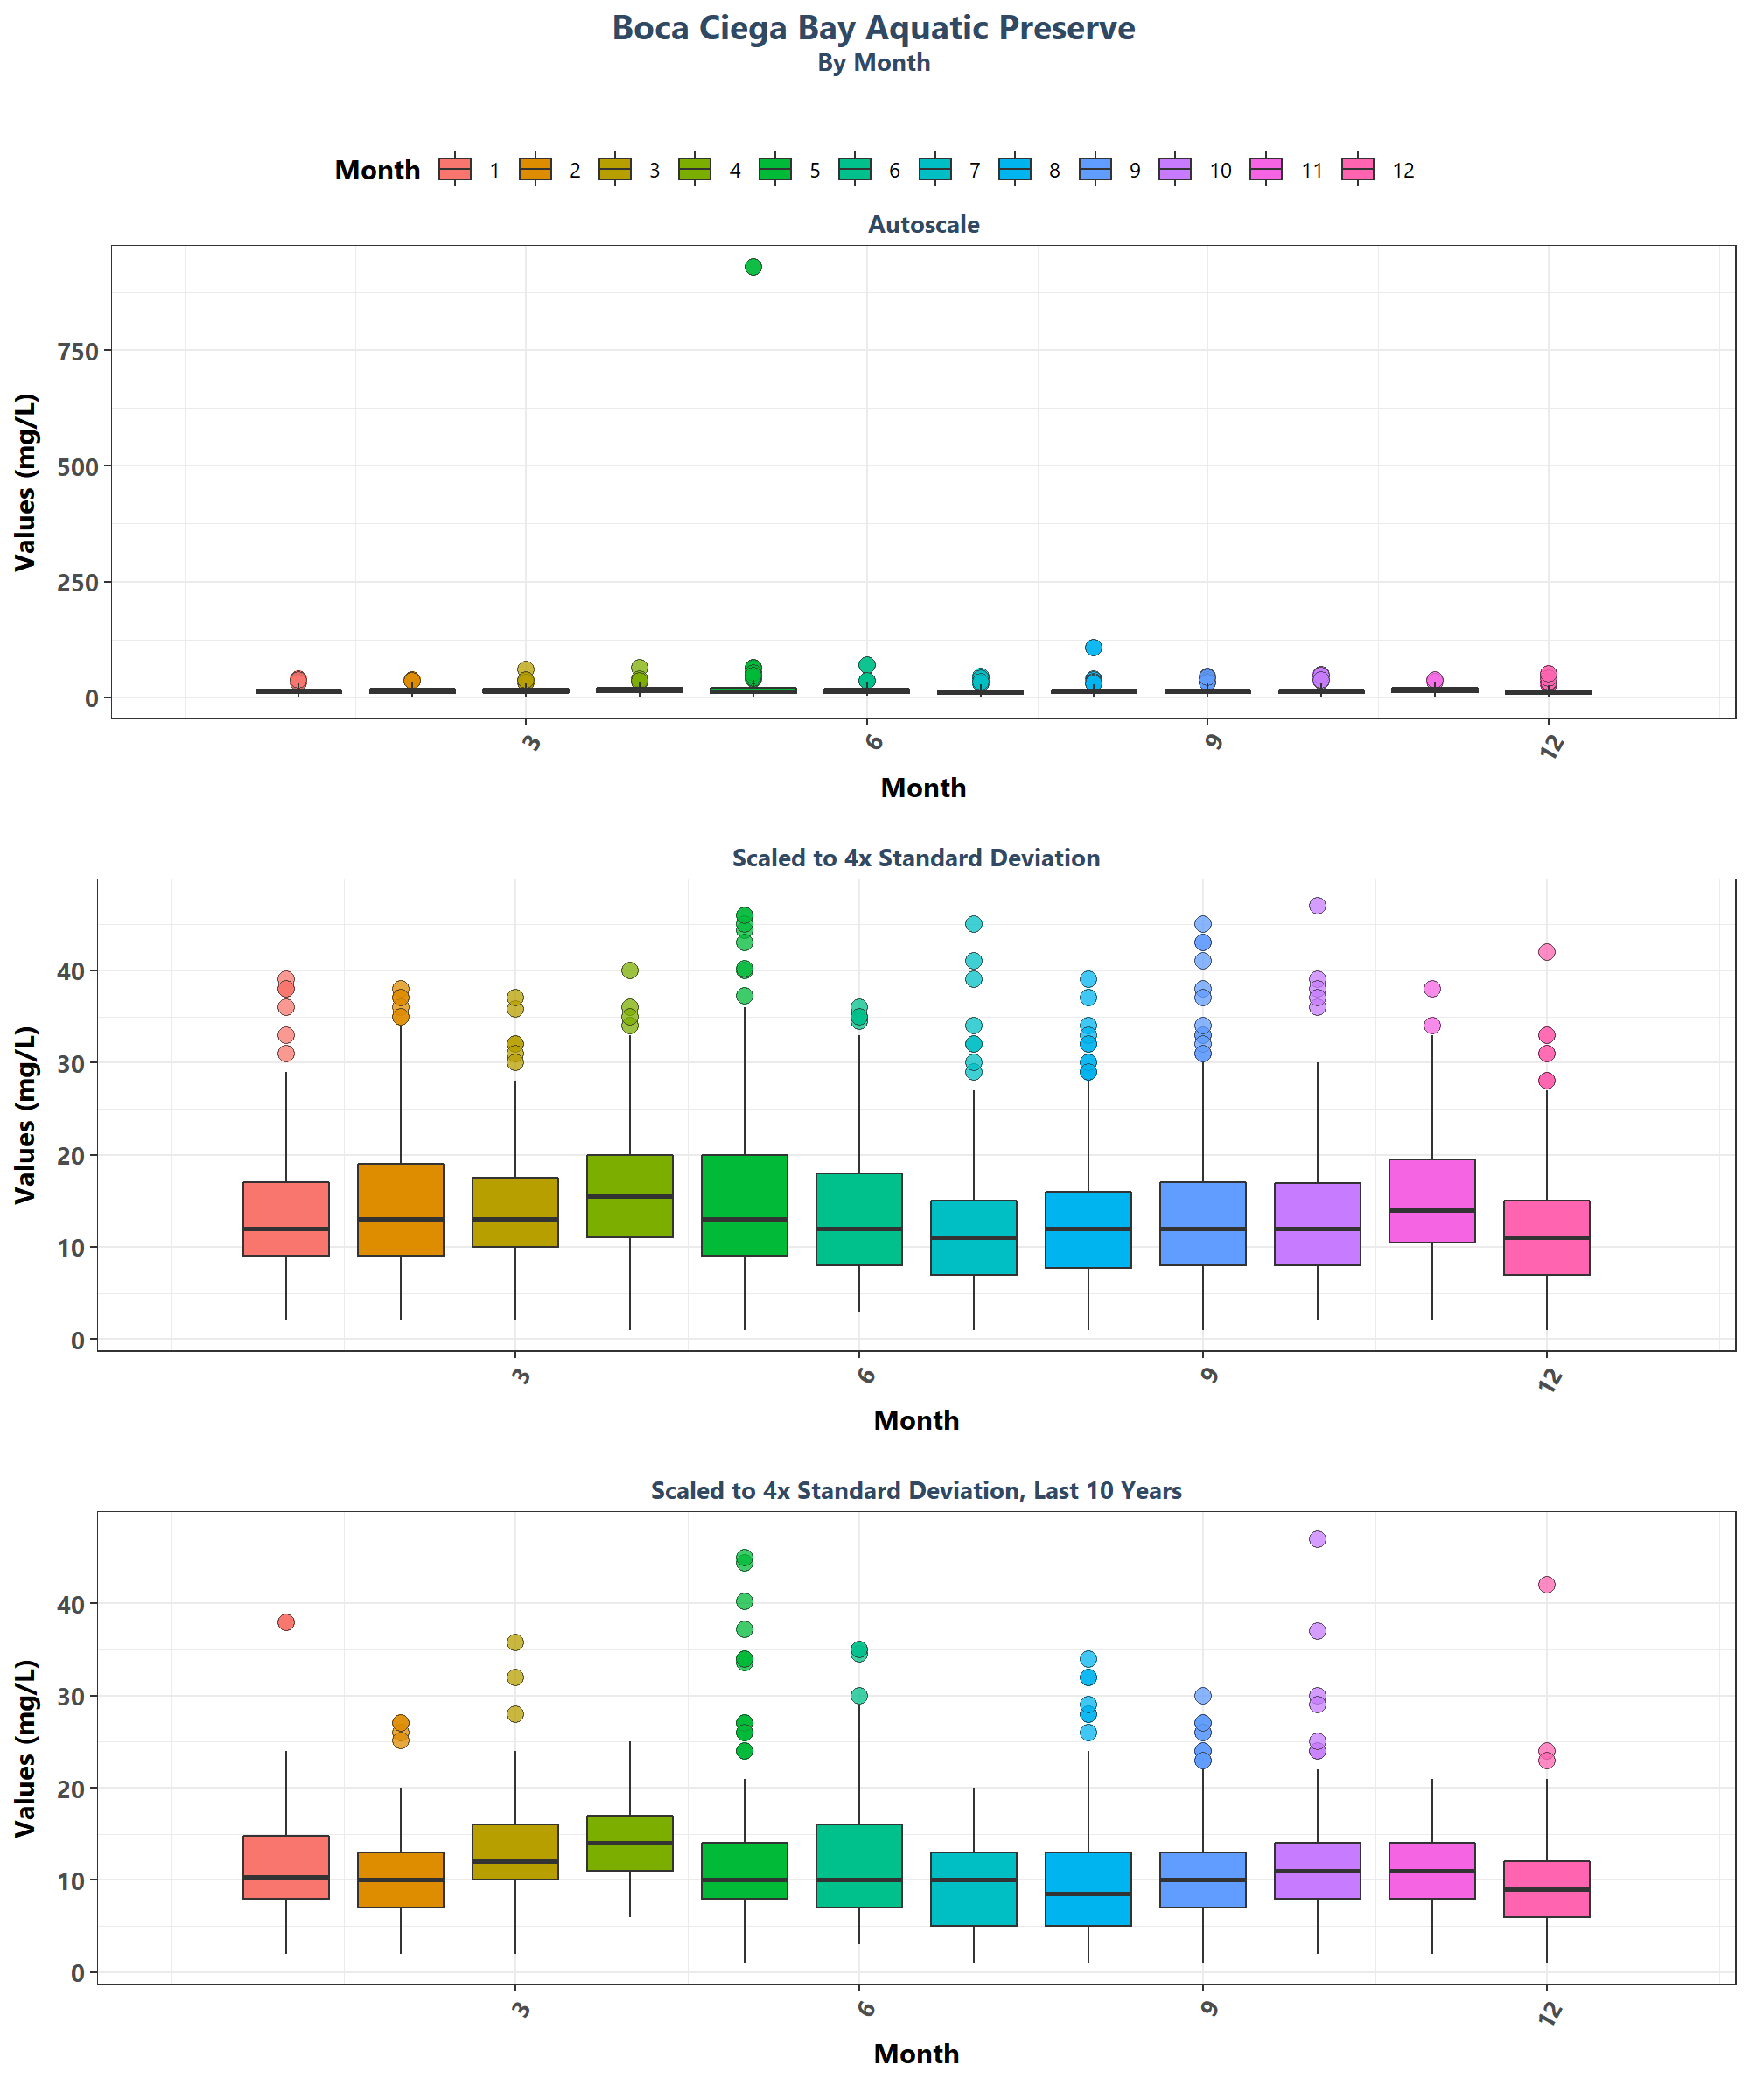 Boca Ciega Bay Aquatic Preserve
By Month
Month 1 2 3 4 5 6 7 8 9 10 11 12
Autoscale
Values (mg/L)
750
500
250
0
3 6 9 12
Month
Scaled to 4x Standard Deviation
Values (mg/L)
40
30
20
10
0
3 6 9 12
Month
Scaled to 4x Standard Deviation, Last 10 Years
Values (mg/L)
40
30
20
10
0
3 6 9 12
Month